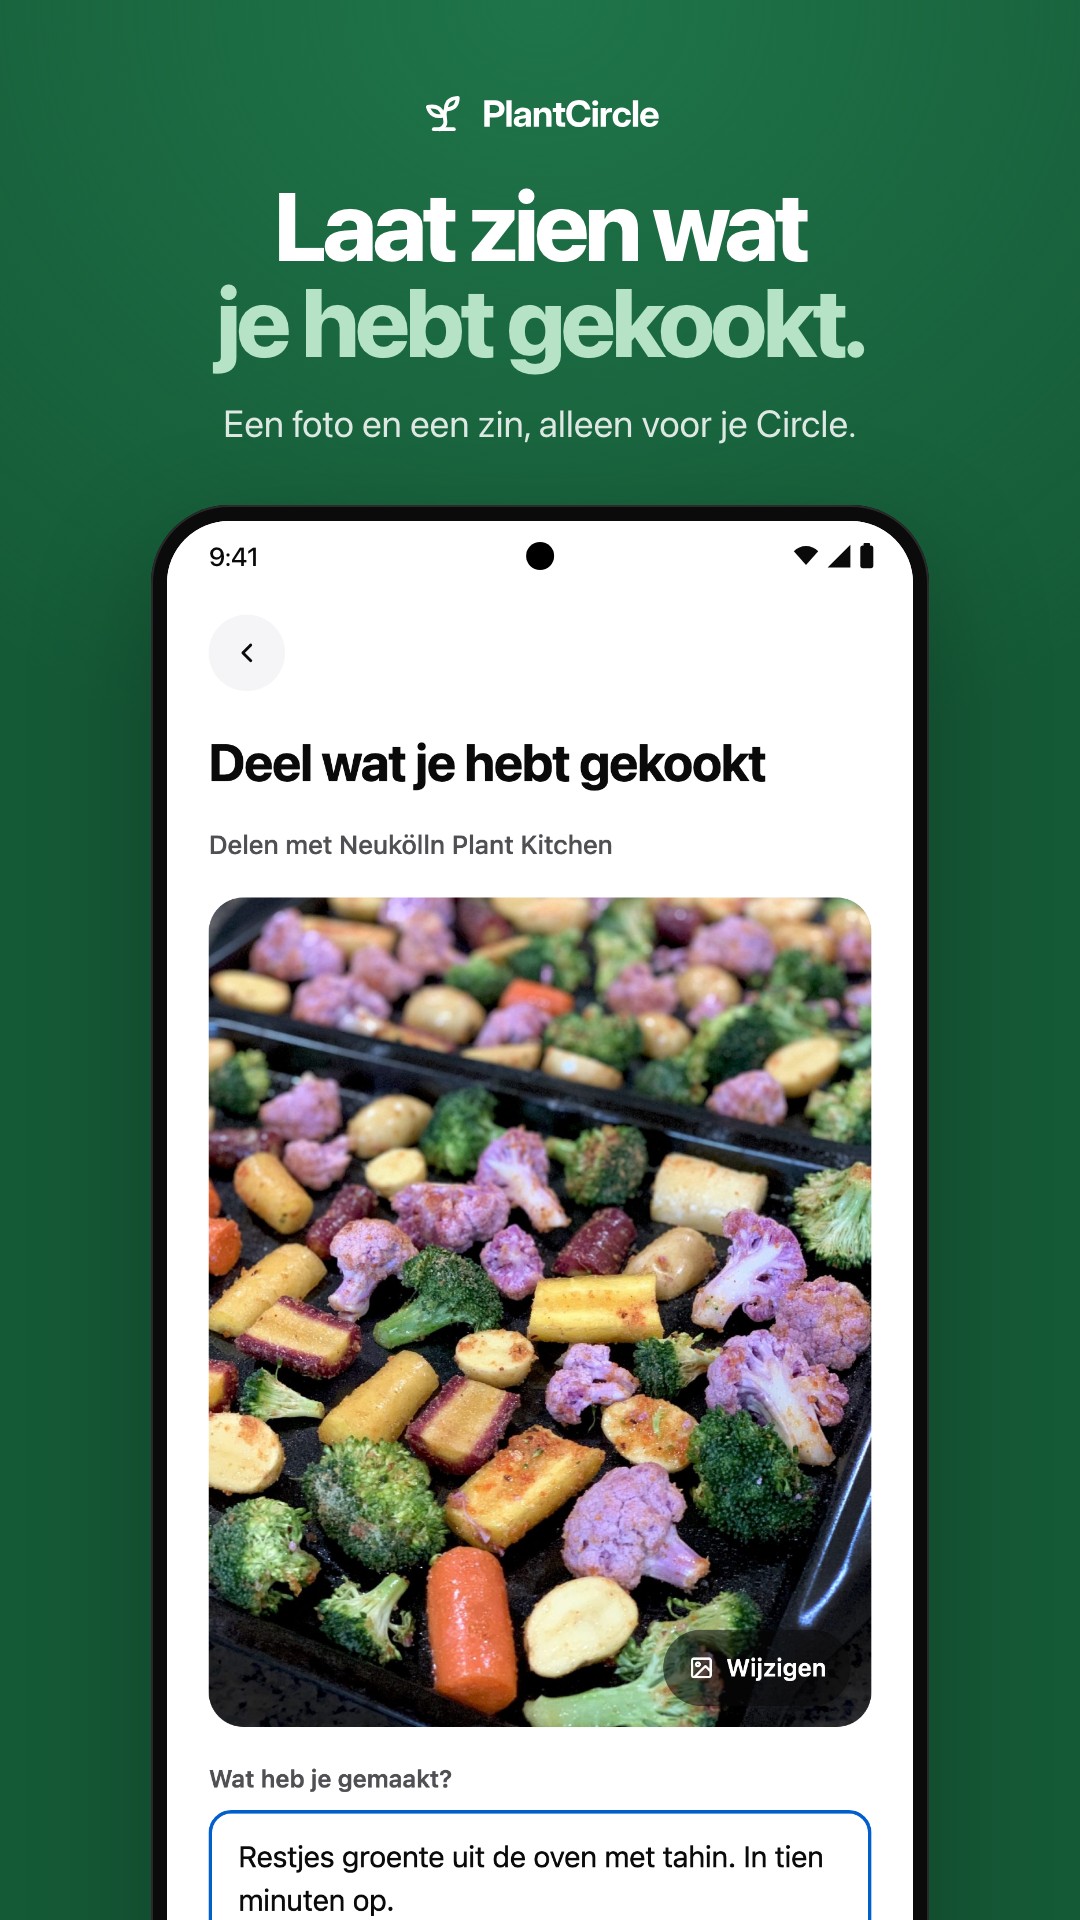 PlantCircle
Laat zien wat
je hebt gekookt.
Een foto en een zin, alleen voor je Circle.
9:41
Deel wat je hebt gekookt
Delen met Neukölln Plant Kitchen
Wijzigen
Wat heb je gemaakt?
Restjes groente uit de oven met tahin. In tien
minuten op.